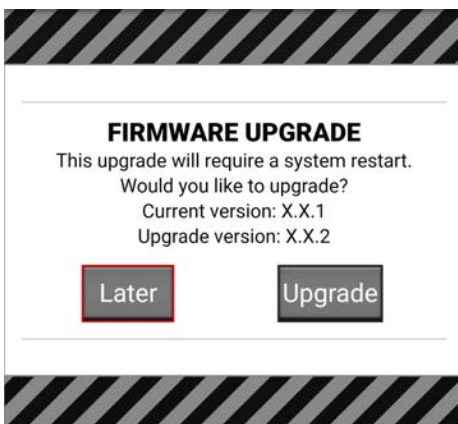 FIRMWARE UPGRADE
This upgrade will require a system restart.
Would you like to upgrade?
Current version: X.X.1
Upgrade version: X.X.2
Later Upgrade